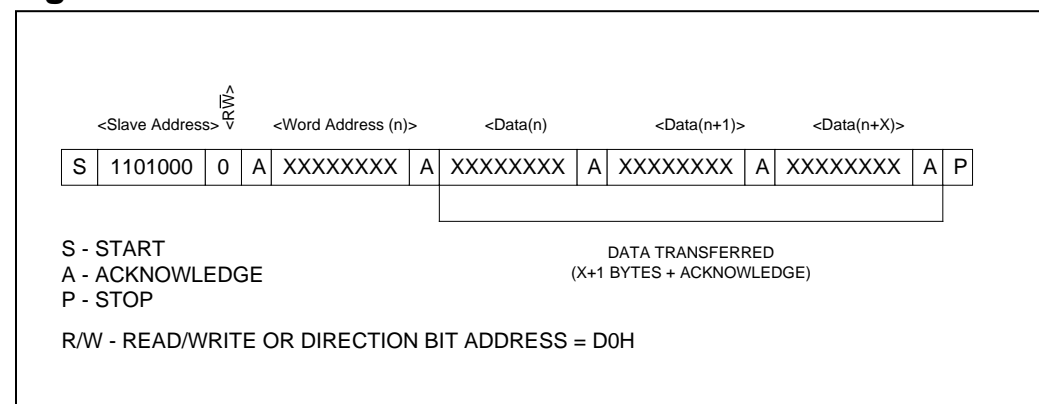 <R/W>
<Slave Address> <Word Address (n)> <Data(n) <Data(n+1)> <Data(n+X)>
S 1101000 0 A XXXXXXXX A XXXXXXXX A XXXXXXXX A XXXXXXXX A P
S - START
A - ACKNOWLEDGE
P - STOP
DATA TRANSFERRED
(X+1 BYTES + ACKNOWLEDGE)
R/W - READ/WRITE OR DIRECTION BIT ADDRESS = D0H